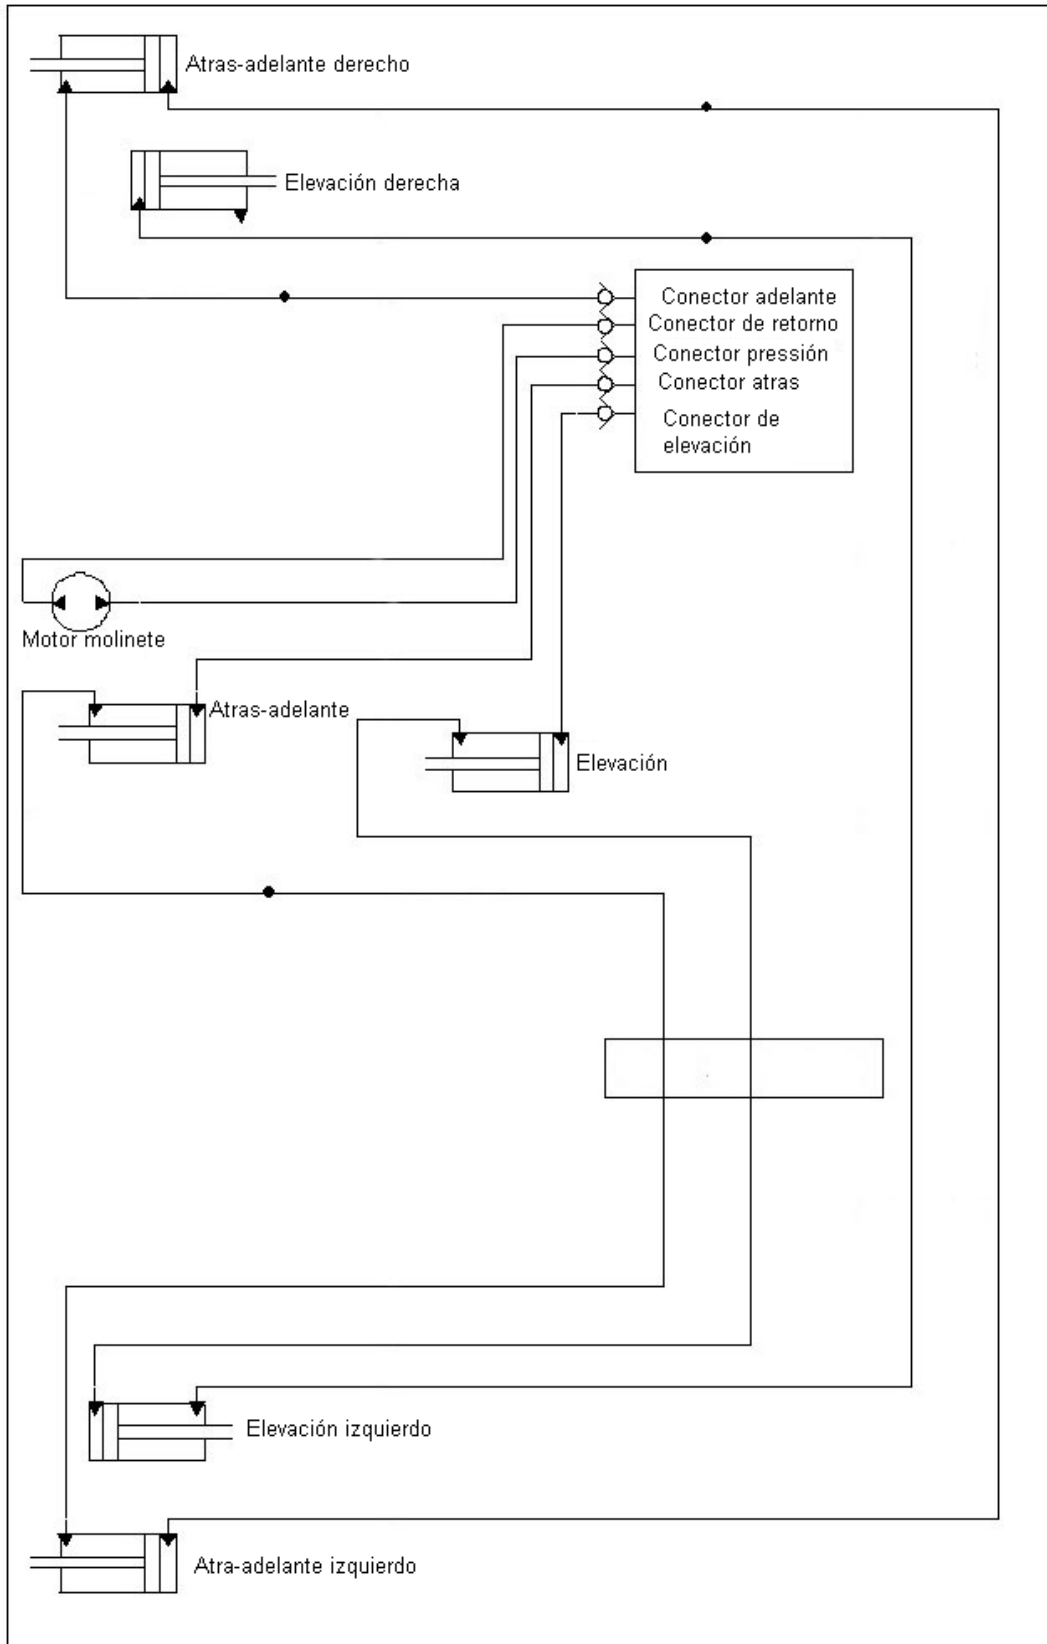 Atras-adelante derecho
Elevación derecha
Conector adelante
Conector de retorno
Conector pressión
Conector atras
Conector de
elevación
Motor molinete
Atras-adelante
Elevación
Elevación izquierdo
Atra-adelante izquierdo